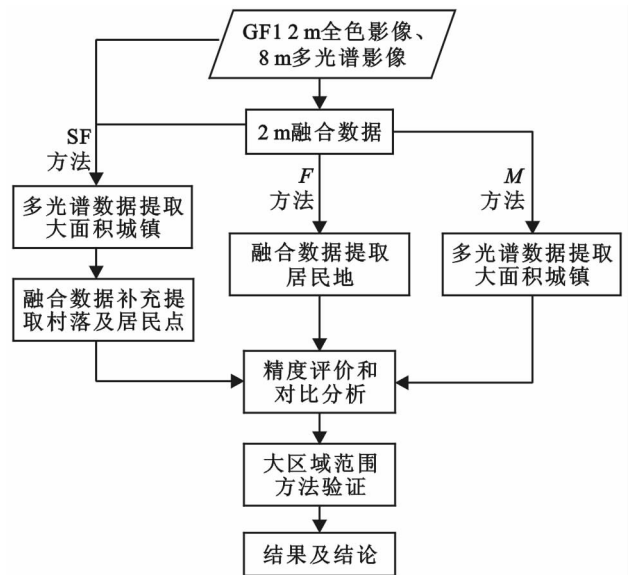 GF1 2 m全色影像、
8 m多光谱影像
2 m融合数据
SF
方法
F
方法
M
方法
多光谱数据提取
大面积城镇
融合数据提取
居民地
多光谱数据提取
大面积城镇
融合数据补充提
取村落及居民点
精度评价和
对比分析
大区域范围
方法验证
结果及结论